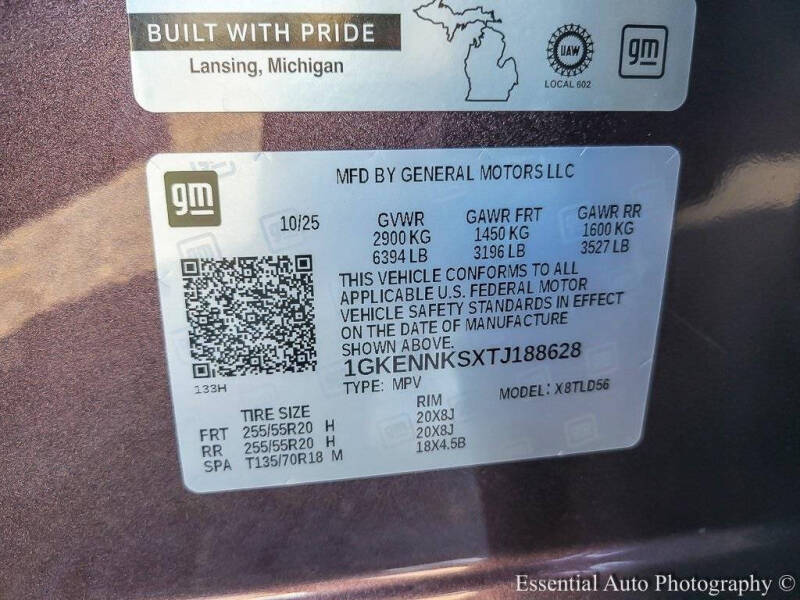 BUILT WITH PRIDE
Lansing, Michigan
UAW
LOCAL 602
gm
gm
MFD BY GENERAL MOTORS LLC
10/25 GVWR GAWR FRT GAWR RR
2900 KG 1450 KG 1600 KG
6394 LB 3196 LB 3527 LB
THIS VEHICLE CONFORMS TO ALL
APPLICABLE U.S. FEDERAL MOTOR
VEHICLE SAFETY STANDARDS IN EFFECT
ON THE DATE OF MANUFACTURE
SHOWN ABOVE.
133H
1GKENNKSXTJ188628
TYPE: MPV MODEL: X8TLD56
TIRE SIZE RIM
FRT 255/55R20 H 20X8J
RR 255/55R20 H 20X8J
SPA T135/70R18 M 18X4.5B
Essential Auto Photography ©